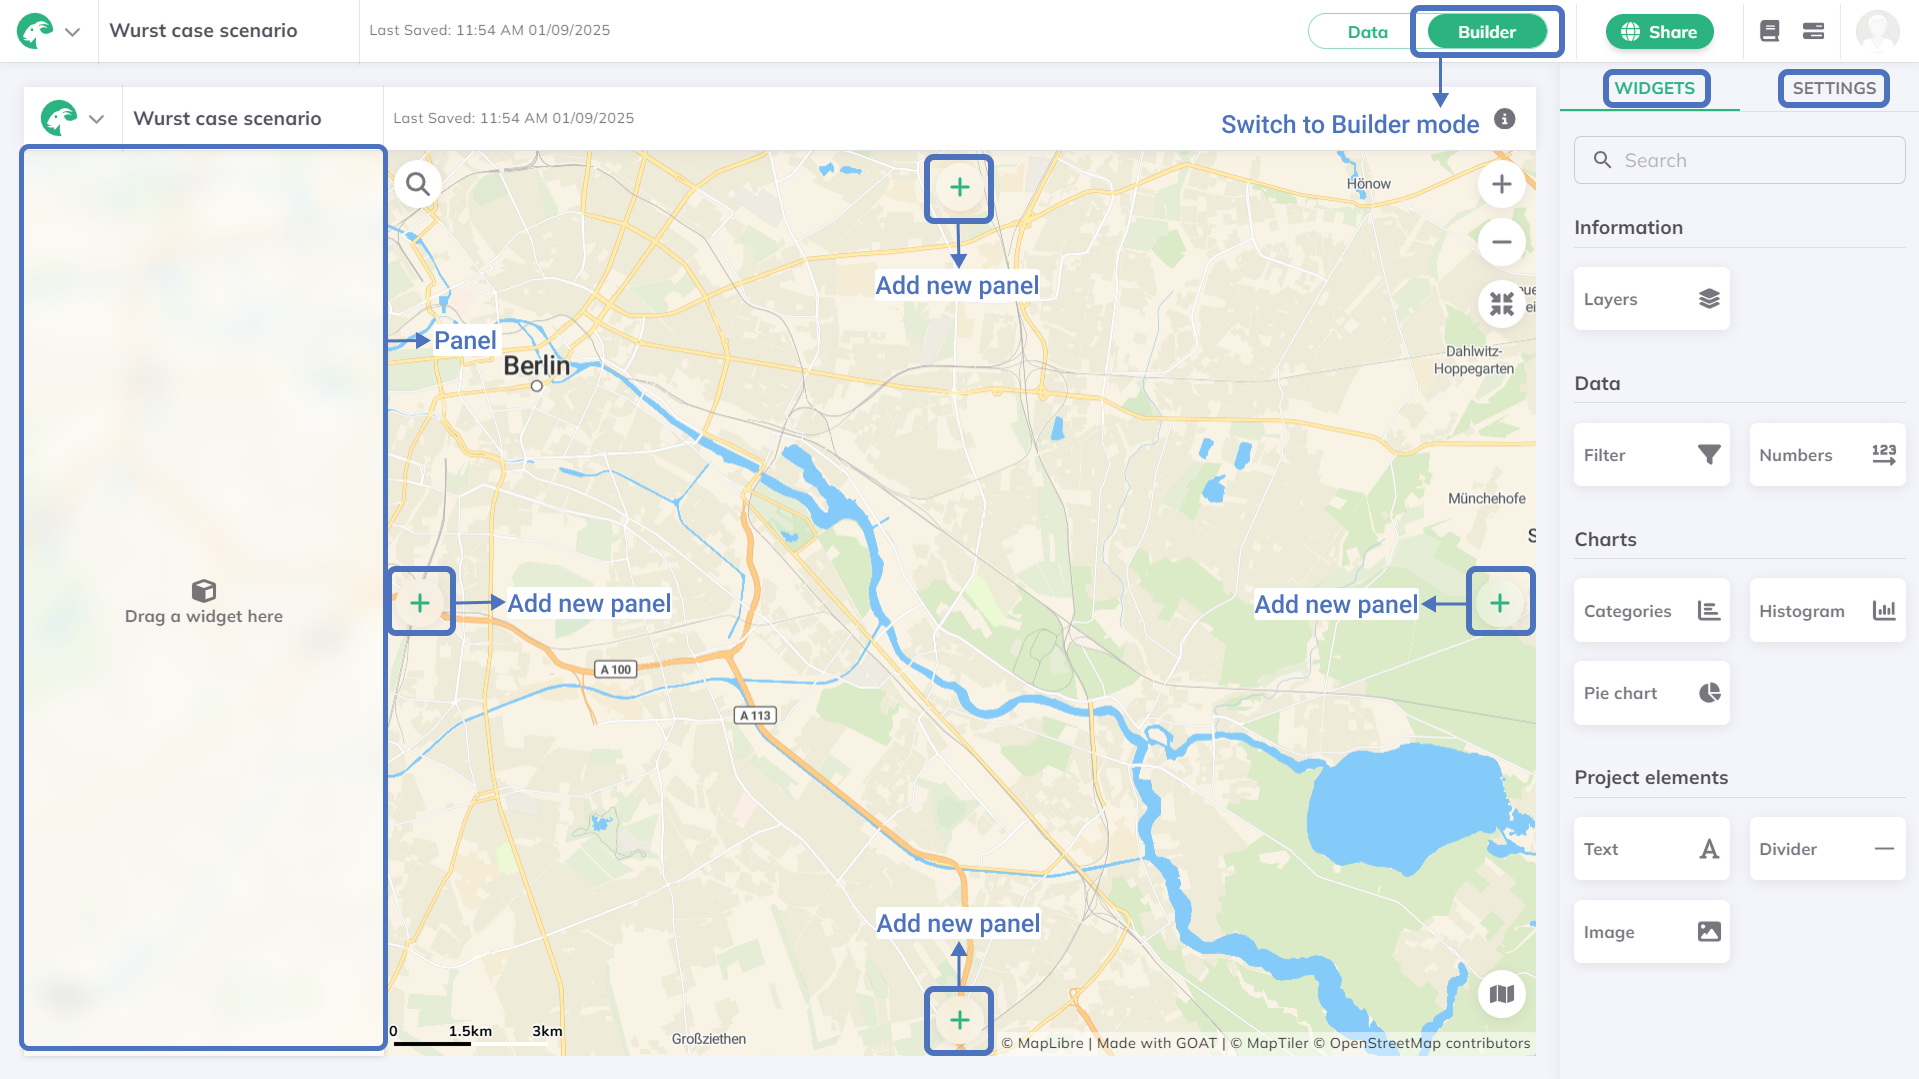 Wurst case scenario
Last Saved: 11:54 AM 01/09/2025
Data
Builder
Share
Wurst case scenario
Last Saved: 11:54 AM 01/09/2025
Switch to Builder mode
WIDGETS
SETTINGS
Search
Information
Layers
Data
Filter
Numbers
123
Charts
Categories
Histogram
Pie chart
Project elements
Text
Divider
Image
Drag a widget here
Panel
Berlin
Add new panel
Add new panel
Add new panel
Add new panel
Hönow
Dahlwitz-
Hoppegarten
Münchehofe
A 100
A 113
Großziethen
0
1.5km
3km
© MapLibre | Made with GOAT | © MapTiler © OpenStreetMap contributors